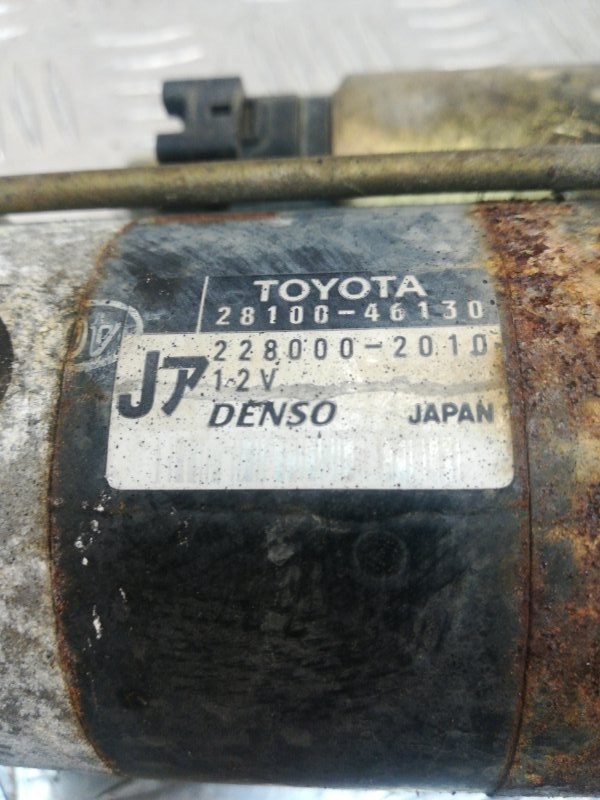 TOYOTA
28100-46130
228000-2010
Jア
12V
DENSO JAPAN